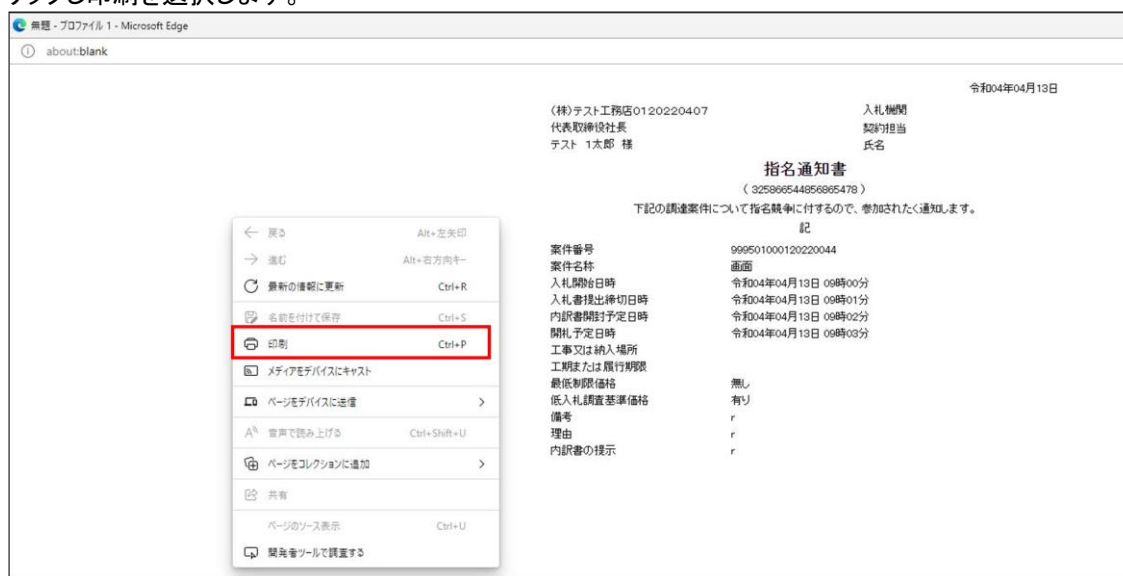 ックし印刷を選択します。
無題 - プロファイル 1 - Microsoft Edge
about:blank
令和04年04月13日
(株)テスト工務店0120220407 入札機関
代表取締役社長 契約担当
テスト 1太郎 様 氏名
指名通知書
( 325866544856865478 )
下記の調達案件について指名競争に付するので、参加されたく通知します。
記
案件番号 999501000120220044
案件名称 画面
入札開始日時 令和04年04月13日 09時00分
入札書提出締切日時 令和04年04月13日 09時01分
内訳書開封予定日時 令和04年04月13日 09時02分
開札予定日時 令和04年04月13日 09時03分
工事又は納入場所
工期または履行期限
最低制限価格 無し
低入札調査基準価格 有り
備考 r
理由 r
内訳書の提示 r
戻る Alt+左矢印
進む Alt+右方向キー
最新の情報に更新 Ctrl+R
名前を付けて保存 Ctrl+S
印刷 Ctrl+P
メディアをデバイスにキャスト
ページをデバイスに送信
音声で読み上げる Ctrl+Shift+U
ページをコレクションに追加
共有
ページのソース表示 Ctrl+U
開発者ツールで調査する